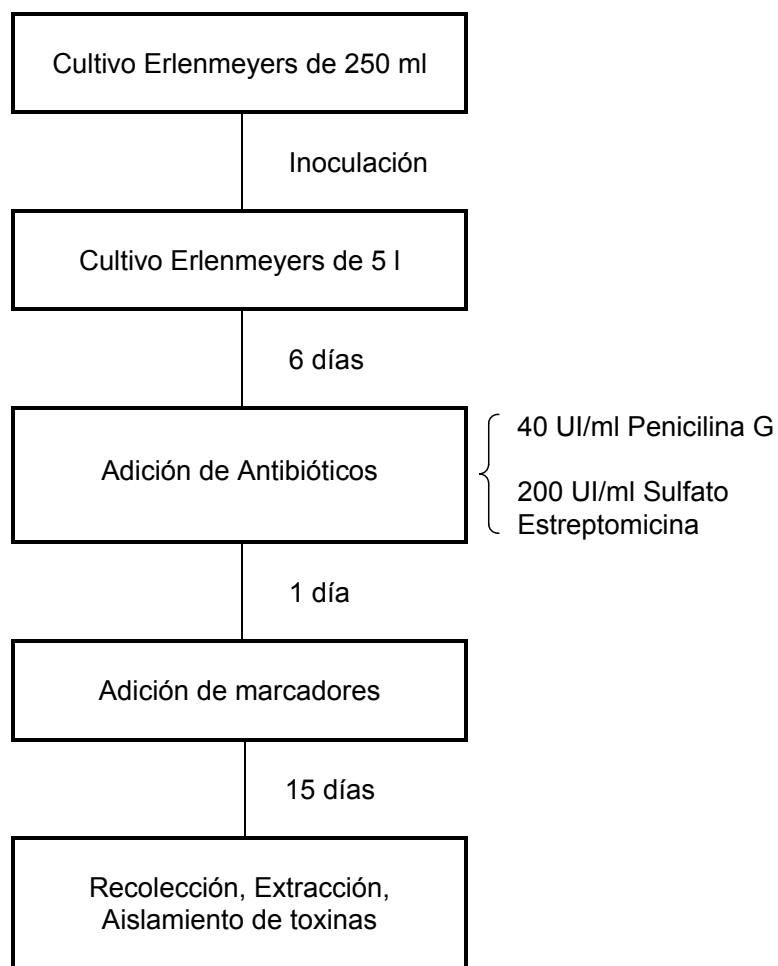 Cultivo Erlenmeyers de 250 ml
Inoculación
Cultivo Erlenmeyers de 5 l
6 días
Adición de Antibióticos
40 UI/ml Penicilina G
200 UI/ml Sulfato
Estreptomicina
1 día
Adición de marcadores
15 días
Recolección, Extracción,
Aislamiento de toxinas